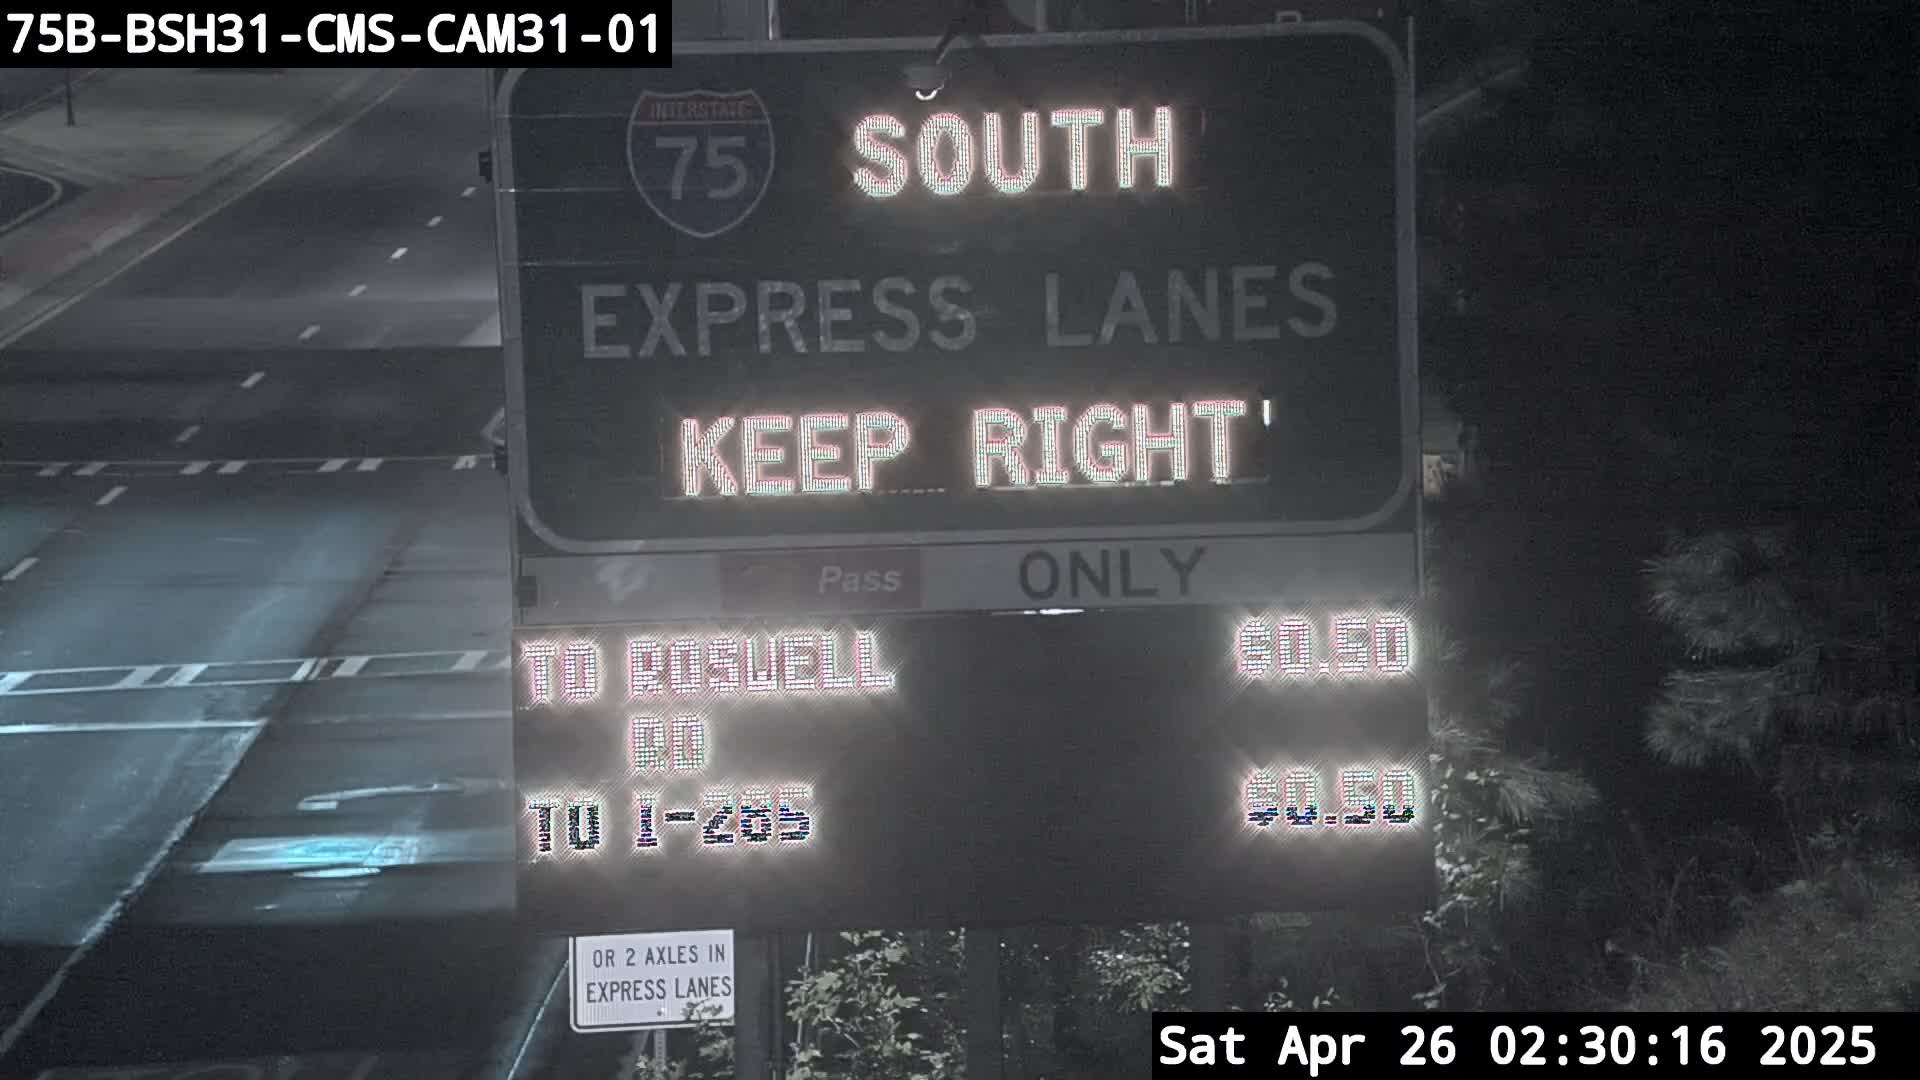 75B-BSH31-CMS-CAM31-01
INTERSTATE
75
SOUTH
EXPRESS LANES
KEEP RIGHT
Pass ONLY
TO ROSWELL $0.50
RD
TO I-285 $0.50
OR 2 AXLES IN
EXPRESS LANES
Sat Apr 26 02:30:16 2025